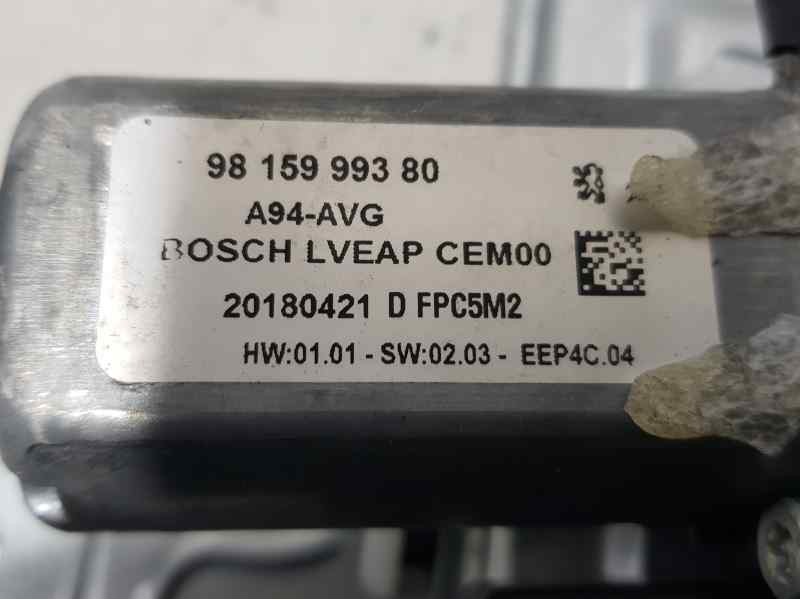 98 159 993 80
A94-AVG
BOSCH LVEAP CEM00
20180421 D FPC5M2
HW:01.01 - SW:02.03 - EEP4C.04